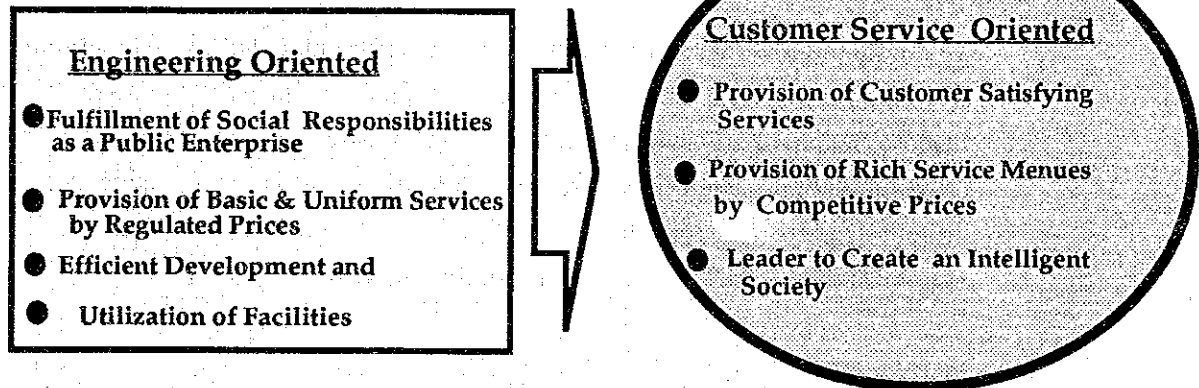 Engineering Oriented
● Fulfillment of Social Responsibilities
as a Public Enterprise
● Provision of Basic & Uniform Services
by Regulated Prices
● Efficient Development and
● Utilization of Facilities
Customer Service Oriented
● Provision of Customer Satisfying
Services
● Provision of Rich Service Menues
by Competitive Prices
● Leader to Create an Intelligent
Society